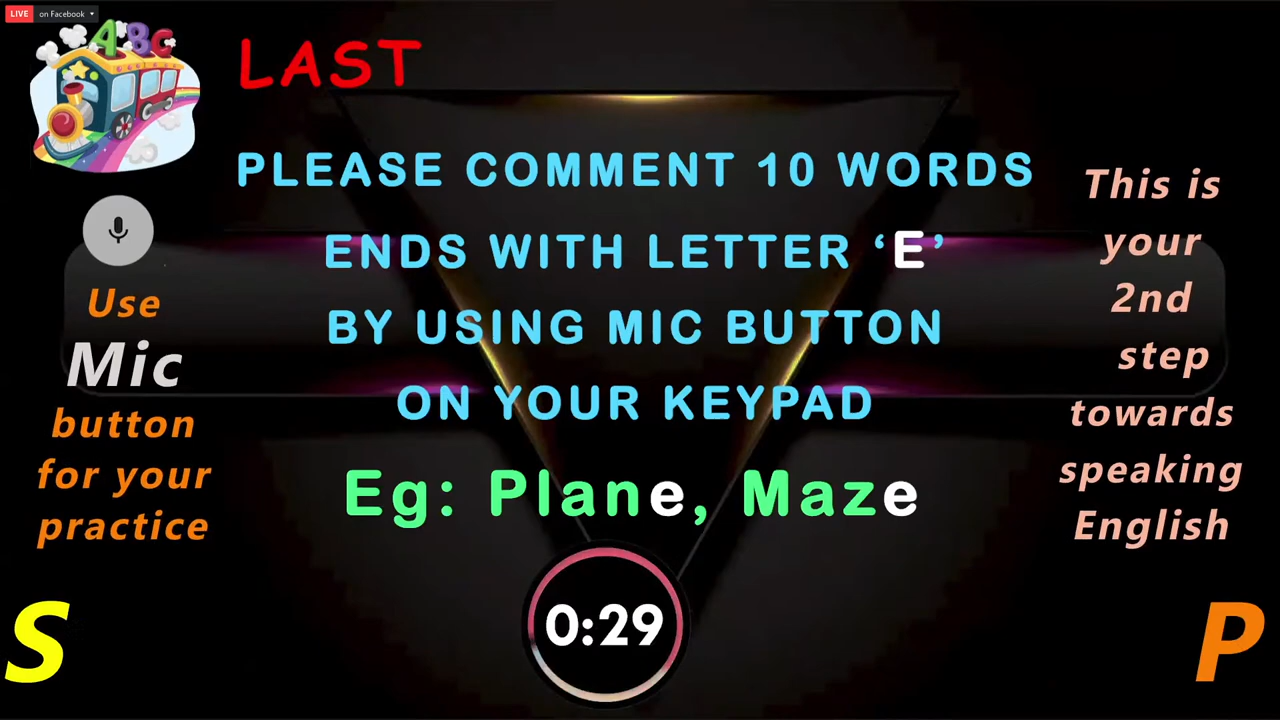 LIVE on Facebook
ABC
LAST
PLEASE COMMENT 10 WORDS
ENDS WITH LETTER ‘E’
BY USING MIC BUTTON
ON YOUR KEYPAD
Eg: Plane, Maze
0:29
Use
Mic
button
for your
practice
This is
your
2nd
step
towards
speaking
English
S
P